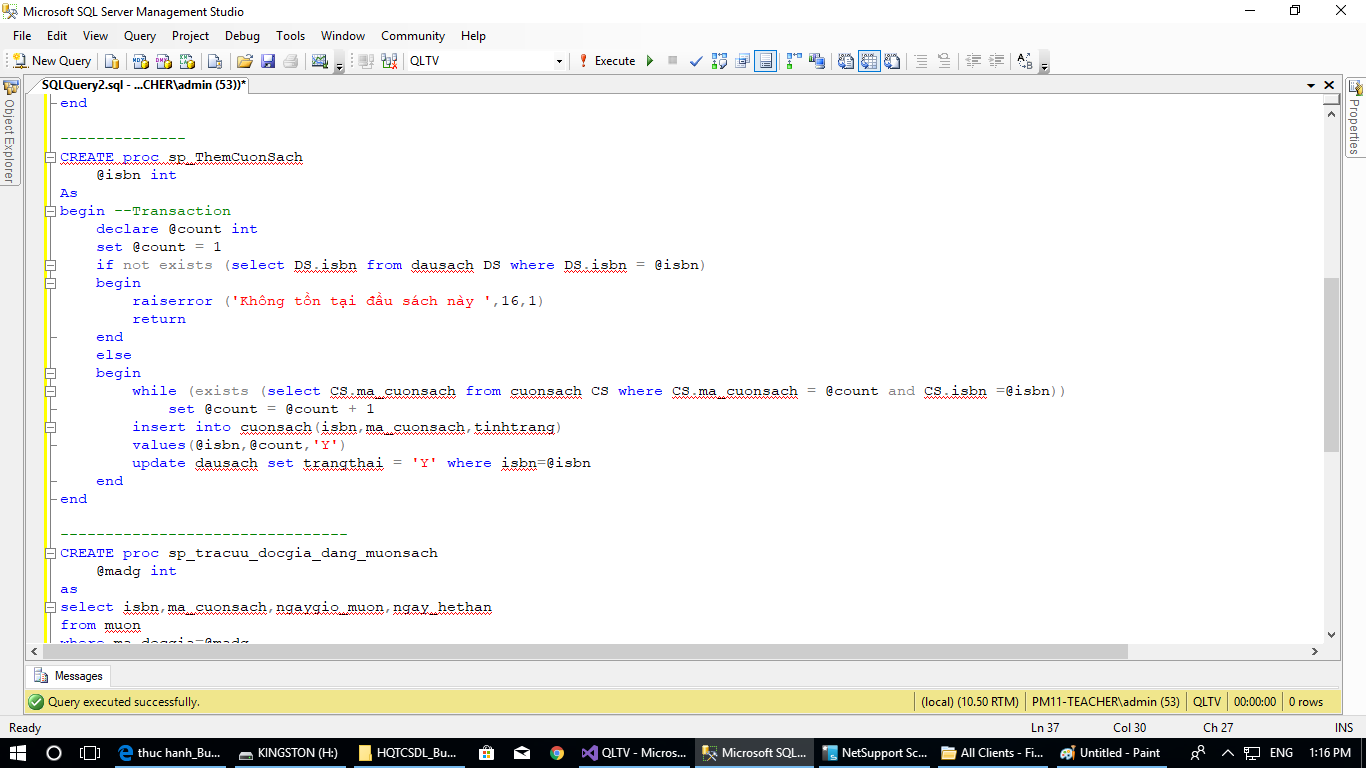 Microsoft SQL Server Management Studio
File Edit View Query Project Debug Tools Window Community Help
New Query QLTV Execute
SQLQuery2.sql - ...CHER\admin (53))*
Object Explorer
Properties
end
--------------
CREATE proc sp_ThemCuonSach
@isbn int
As
begin --Transaction
declare @count int
set @count = 1
if not exists (select DS.isbn from dausach DS where DS.isbn = @isbn)
begin
raiserror ('Không tồn tại đầu sách này ',16,1)
return
end
else
begin
while (exists (select CS.ma_cuonsach from cuonsach CS where CS.ma_cuonsach = @count and CS.isbn =@isbn))
set @count = @count + 1
insert into cuonsach(isbn,ma_cuonsach,tinhtrang)
values(@isbn,@count,'Y')
update dausach set trangthai = 'Y' where isbn=@isbn
end
end
--------------------------------
CREATE proc sp_tracuu_docgia_dang_muonsach
@madg int
as
select isbn,ma_cuonsach,ngaygio_muon,ngay_hethan
from muon
where ma_docgia=@madg
Messages
Query executed successfully. (local) (10.50 RTM) PM11-TEACHER\admin (53) QLTV 00:00:00 0 rows
Ready Ln 37 Col 30 Ch 27 INS
thuc hanh_Bu... KINGSTON (H:) HQTCSDL_Bu... QLTV - Micros... Microsoft SQL... NetSupport Sc... All Clients - Fi... Untitled - Paint ENG 1:16 PM